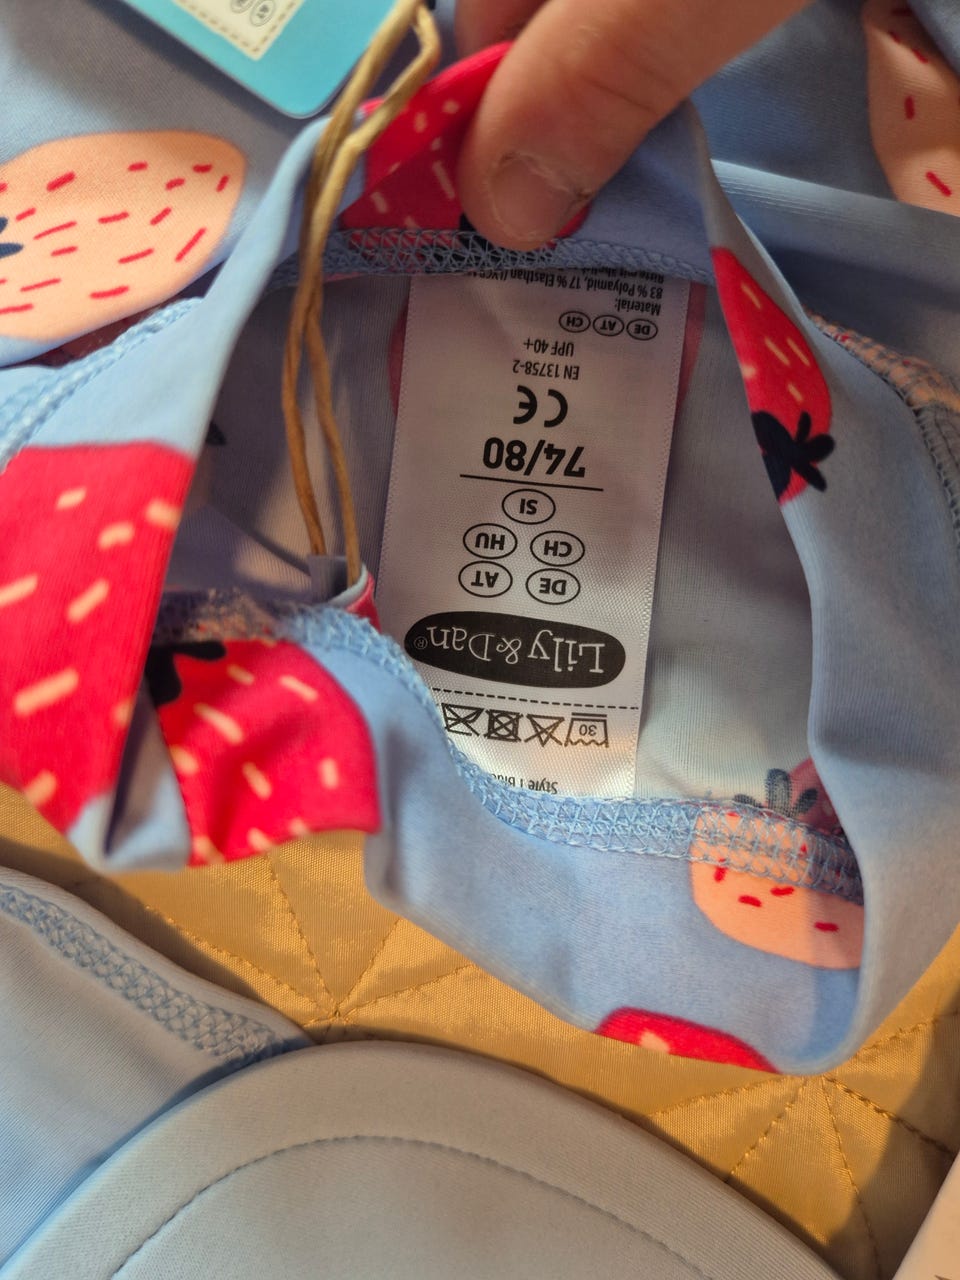 Style 1
30
Lily&Dan®
DE AT
CH HU
SI
74/80
CE
EN 13758-2
UPF 40+
DE AT CH
Material:
83 % Polyamid, 17 % Elasthan